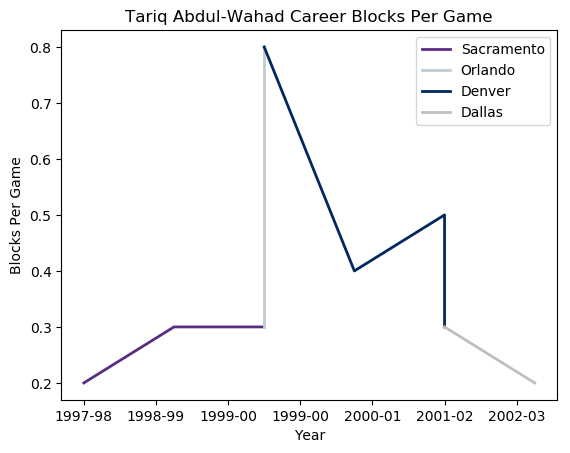 Tariq Abdul-Wahad Career Blocks Per Game
Sacramento
Orlando
Denver
Dallas
Blocks Per Game
0.8
0.7
0.6
0.5
0.4
0.3
0.2
1997-98 1998-99 1999-00 1999-00 2000-01 2001-02 2002-03
Year